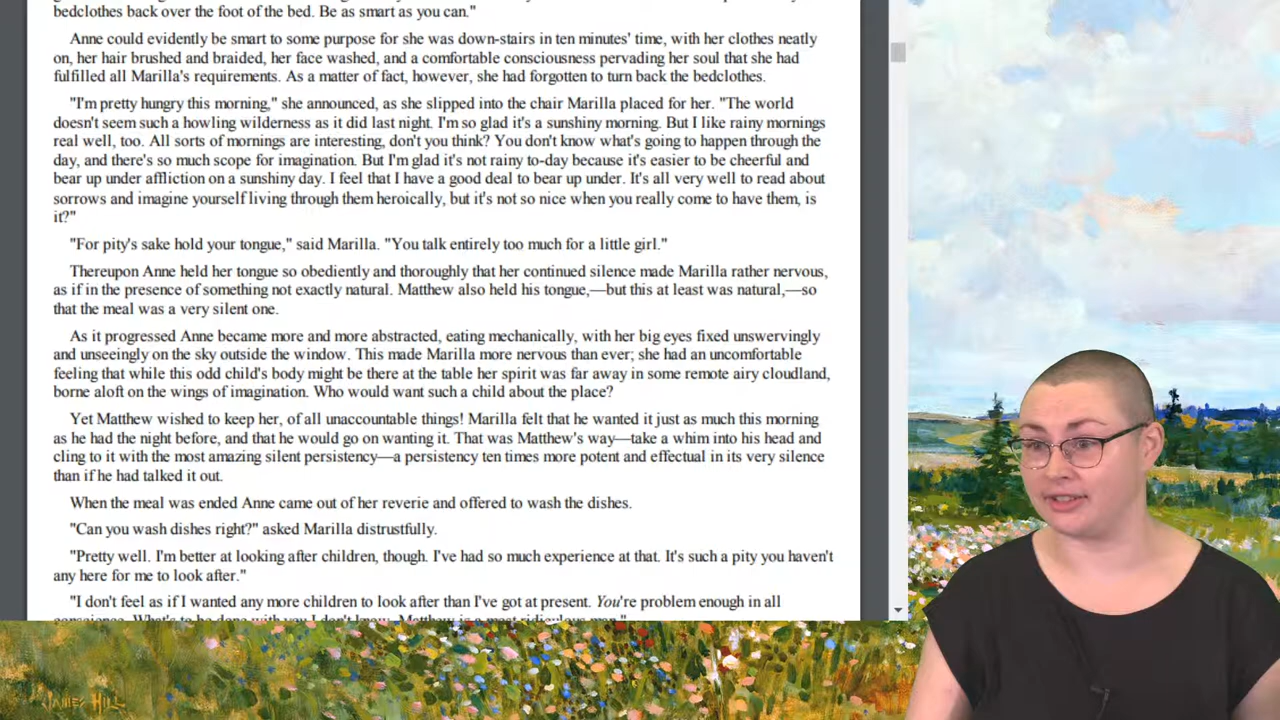 bedclothes back over the foot of the bed. Be as smart as you can."
Anne could evidently be smart to some purpose for she was down-stairs in ten minutes' time, with her clothes neatly
on, her hair brushed and braided, her face washed, and a comfortable consciousness pervading her soul that she had
fulfilled all Marilla's requirements. As a matter of fact, however, she had forgotten to turn back the bedclothes.
"I'm pretty hungry this morning," she announced, as she slipped into the chair Marilla placed for her. "The world
doesn't seem such a howling wilderness as it did last night. I'm so glad it's a sunshiny morning. But I like rainy mornings
real well, too. All sorts of mornings are interesting, don't you think? You don't know what's going to happen through the
day, and there's so much scope for imagination. But I'm glad it's not rainy to-day because it's easier to be cheerful and
bear up under affliction on a sunshiny day. I feel that I have a good deal to bear up under. It's all very well to read about
sorrows and imagine yourself living through them heroically, but it's not so nice when you really come to have them, is
it?"
"For pity's sake hold your tongue," said Marilla. "You talk entirely too much for a little girl."
Thereupon Anne held her tongue so obediently and thoroughly that her continued silence made Marilla rather nervous,
as if in the presence of something not exactly natural. Matthew also held his tongue,—but this at least was natural,—so
that the meal was a very silent one.
As it progressed Anne became more and more abstracted, eating mechanically, with her big eyes fixed unswervingly
and unseeingly on the sky outside the window. This made Marilla more nervous than ever; she had an uncomfortable
feeling that while this odd child's body might be there at the table her spirit was far away in some remote airy cloudland,
borne aloft on the wings of imagination. Who would want such a child about the place?
Yet Matthew wished to keep her, of all unaccountable things! Marilla felt that he wanted it just as much this morning
as he had the night before, and that he would go on wanting it. That was Matthew's way—take a whim into his head and
cling to it with the most amazing silent persistency—a persistency ten times more potent and effectual in its very silence
than if he had talked it out.
When the meal was ended Anne came out of her reverie and offered to wash the dishes.
"Can you wash dishes right?" asked Marilla distrustfully.
"Pretty well. I'm better at looking after children, though. I've had so much experience at that. It's such a pity you haven't
any here for me to look after."
"I don't feel as if I wanted any more children to look after than I've got at present. You're problem enough in all
conscience. What's to be done with you I don't know. Matthew is a most ridiculous man."
JAMES HILL